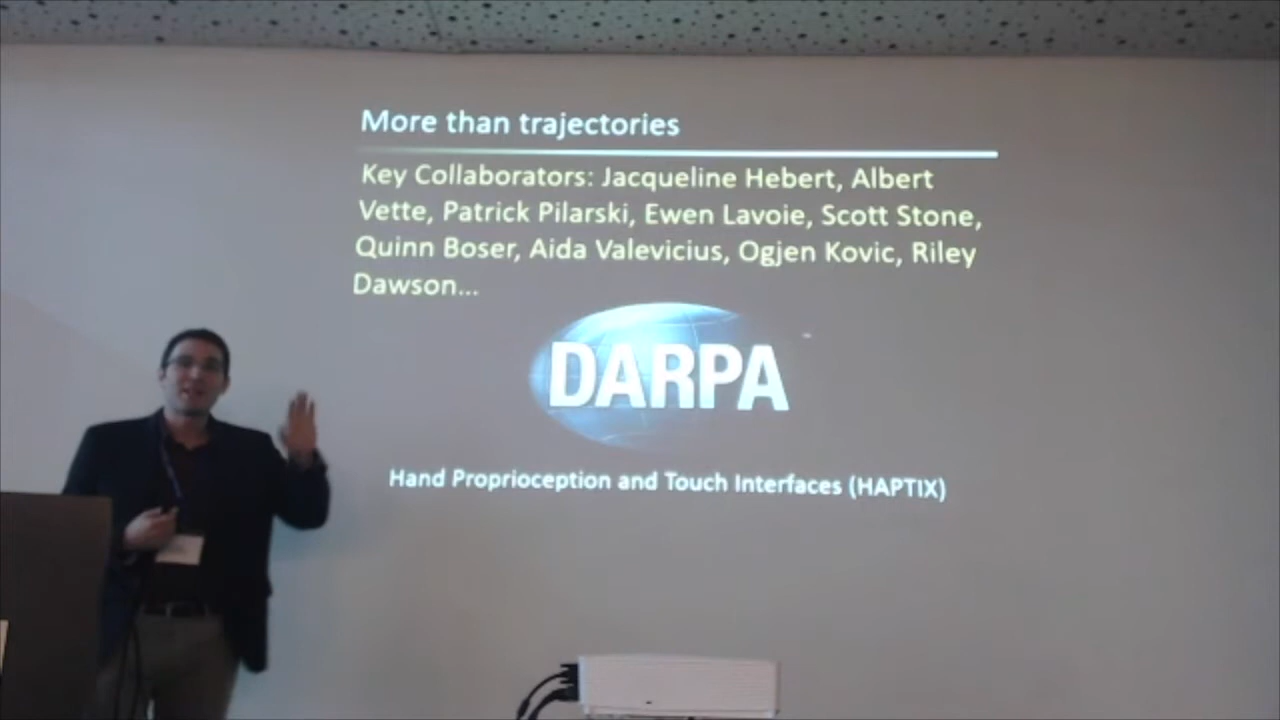 More than trajectories
Key Collaborators: Jacqueline Hebert, Albert
Vette, Patrick Pilarski, Ewen Lavoie, Scott Stone,
Quinn Boser, Aida Valevicius, Ogjen Kovic, Riley
Dawson...
DARPA
Hand Proprioception and Touch Interfaces (HAPTIX)